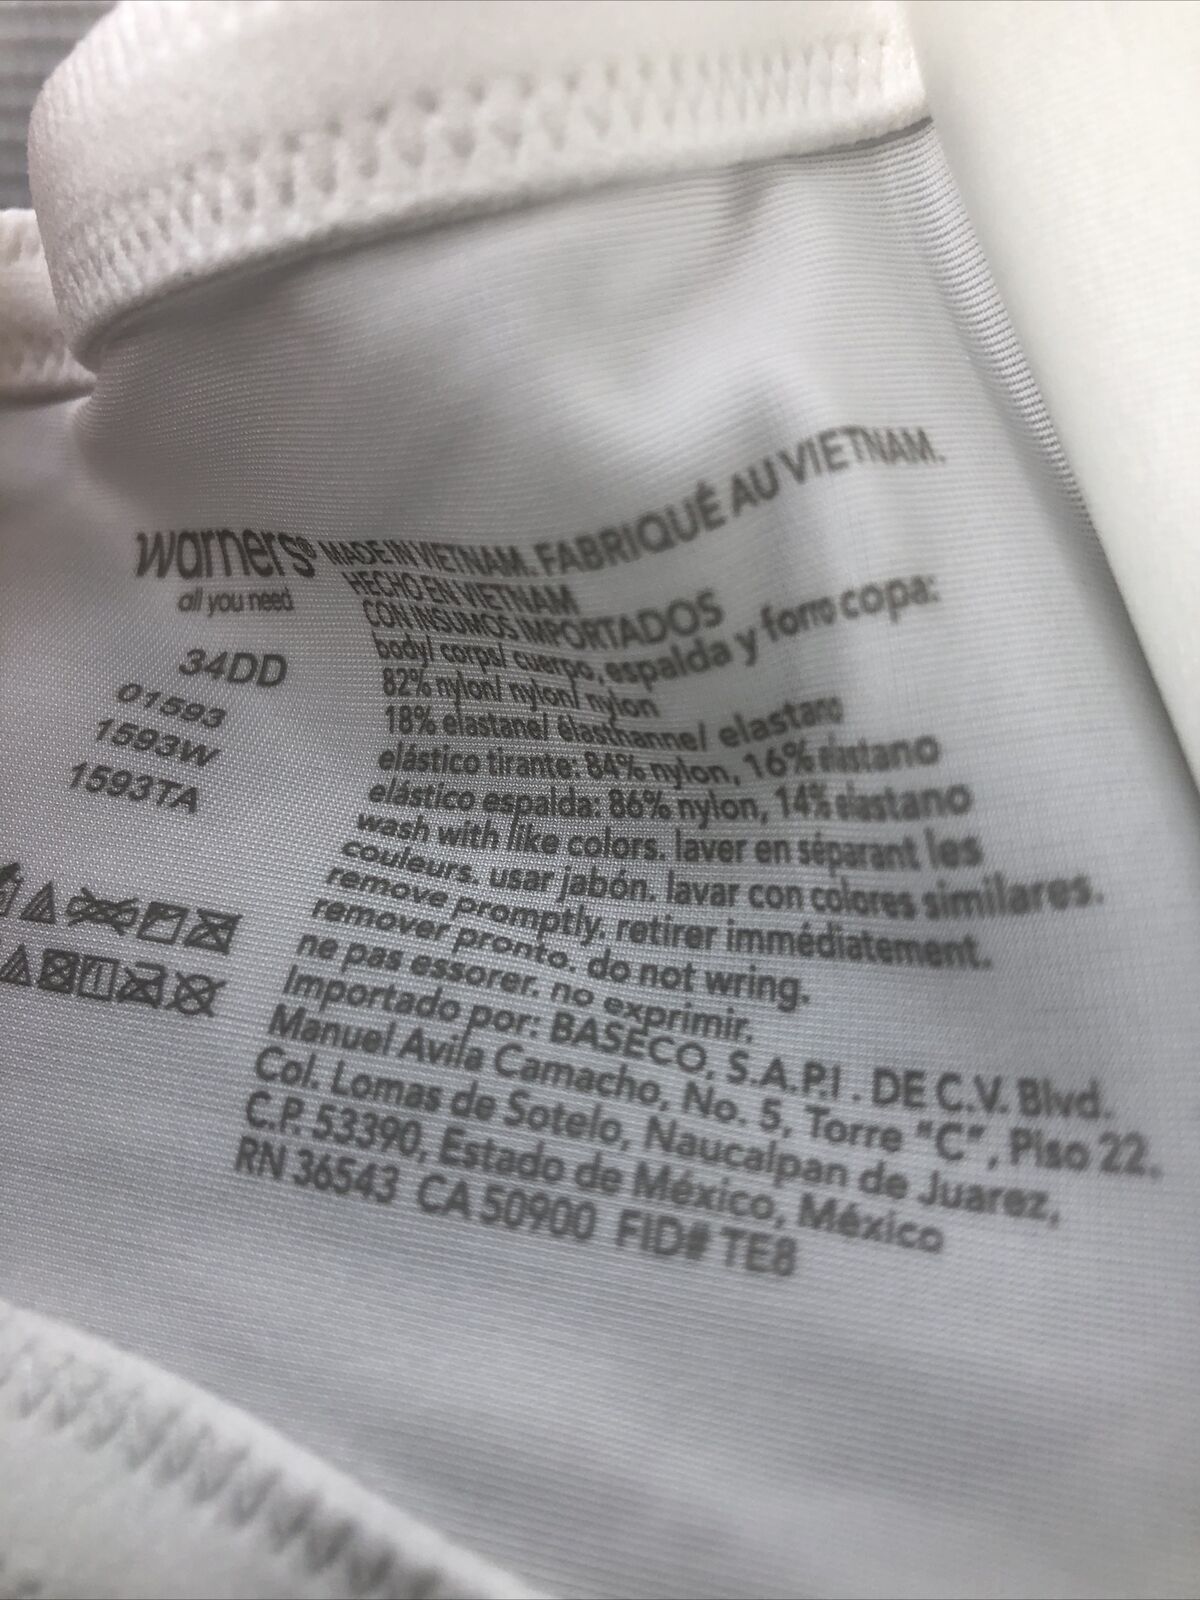 warners® MADE IN VIETNAM. FABRIQUÉ AU VIETNAM.
all you need
HECHO EN VIETNAM
CON INSUMOS IMPORTADOS
34DD
01593
1593W
1593TA
body/ corps/ cuerpo, espalda y forro copa:
82% nylon/ nylon/ nylon
18% elastane/ élasthanne/ elastano
elástico tirante: 84% nylon, 16% elastano
elástico espalda: 86% nylon, 14% elastano
wash with like colors. laver en séparant les
couleurs. usar jabón. lavar con colores similares.
remove promptly. retirer immédiatement.
remover pronto. do not wring.
ne pas essorer. no exprimir.
Importado por: BASECO, S.A.P.I . DE C.V. Blvd.
Manuel Avila Camacho, No. 5, Torre "C", Piso 22.
Col. Lomas de Sotelo, Naucalpan de Juarez,
C.P. 53390, Estado de México, México
RN 36543 CA 50900 FID# TE8